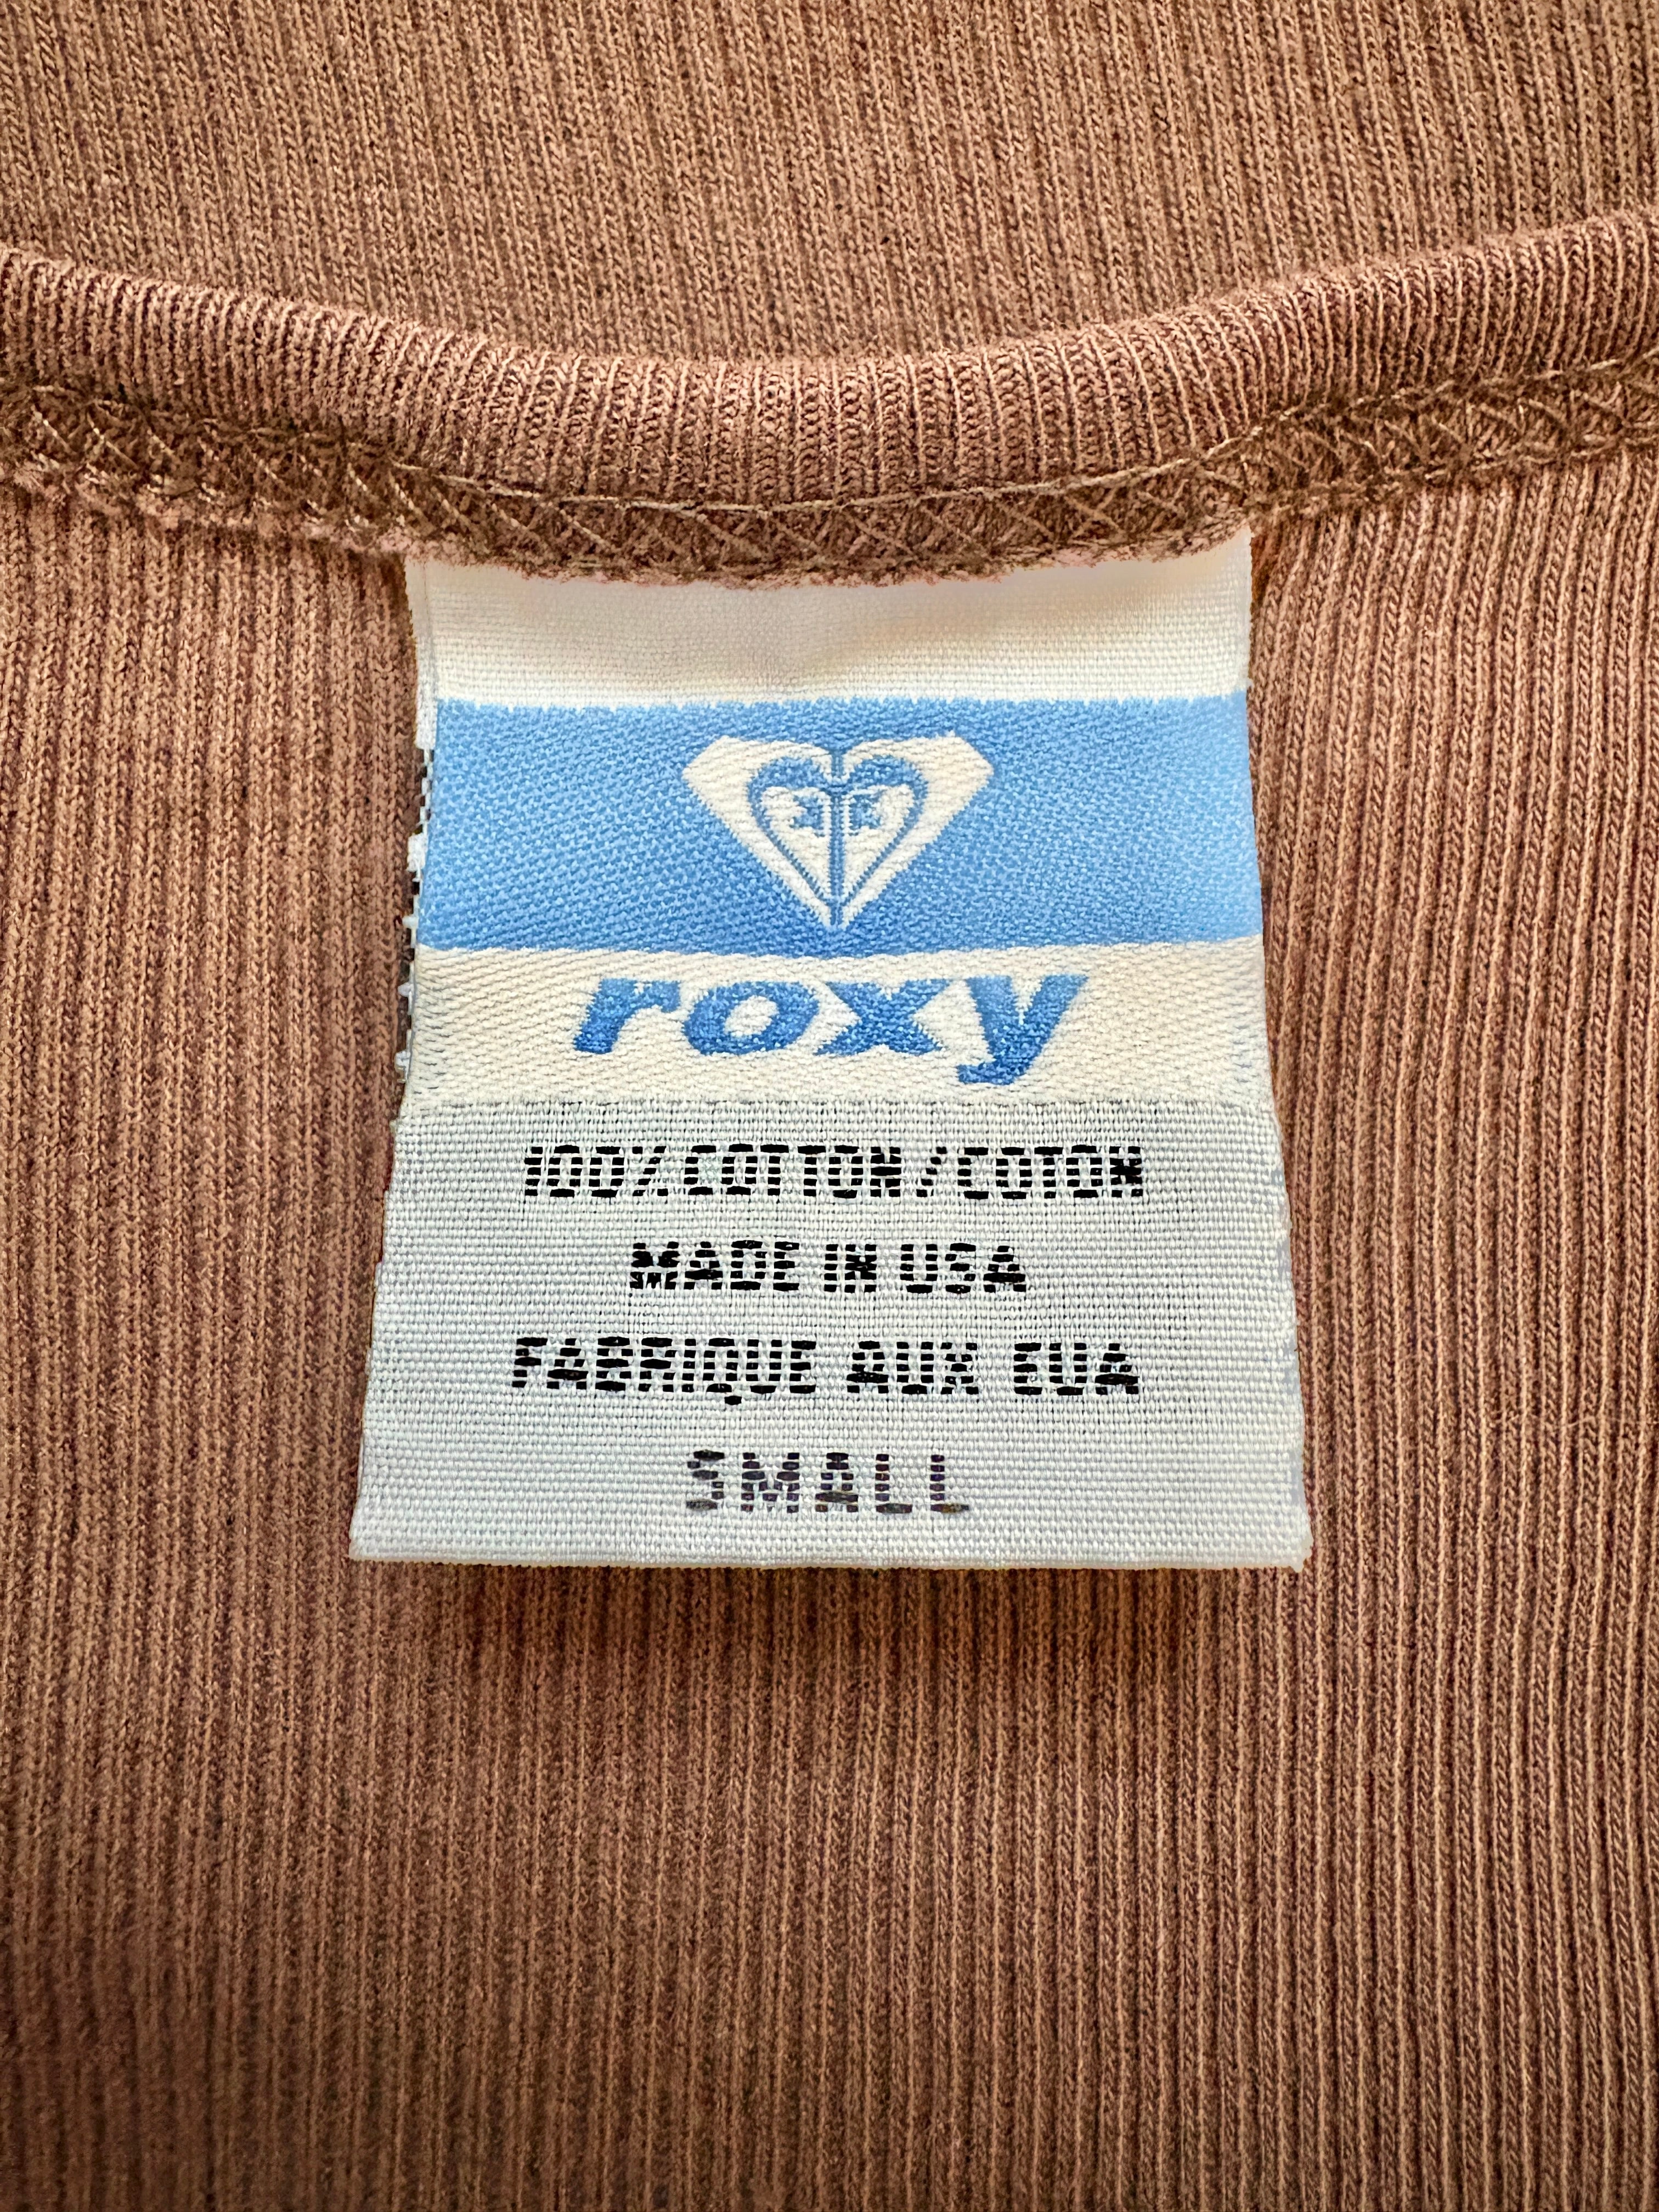 roxy
100% COTTON/COTON
MADE IN USA
FABRIQUE AUX EUA
SMALL